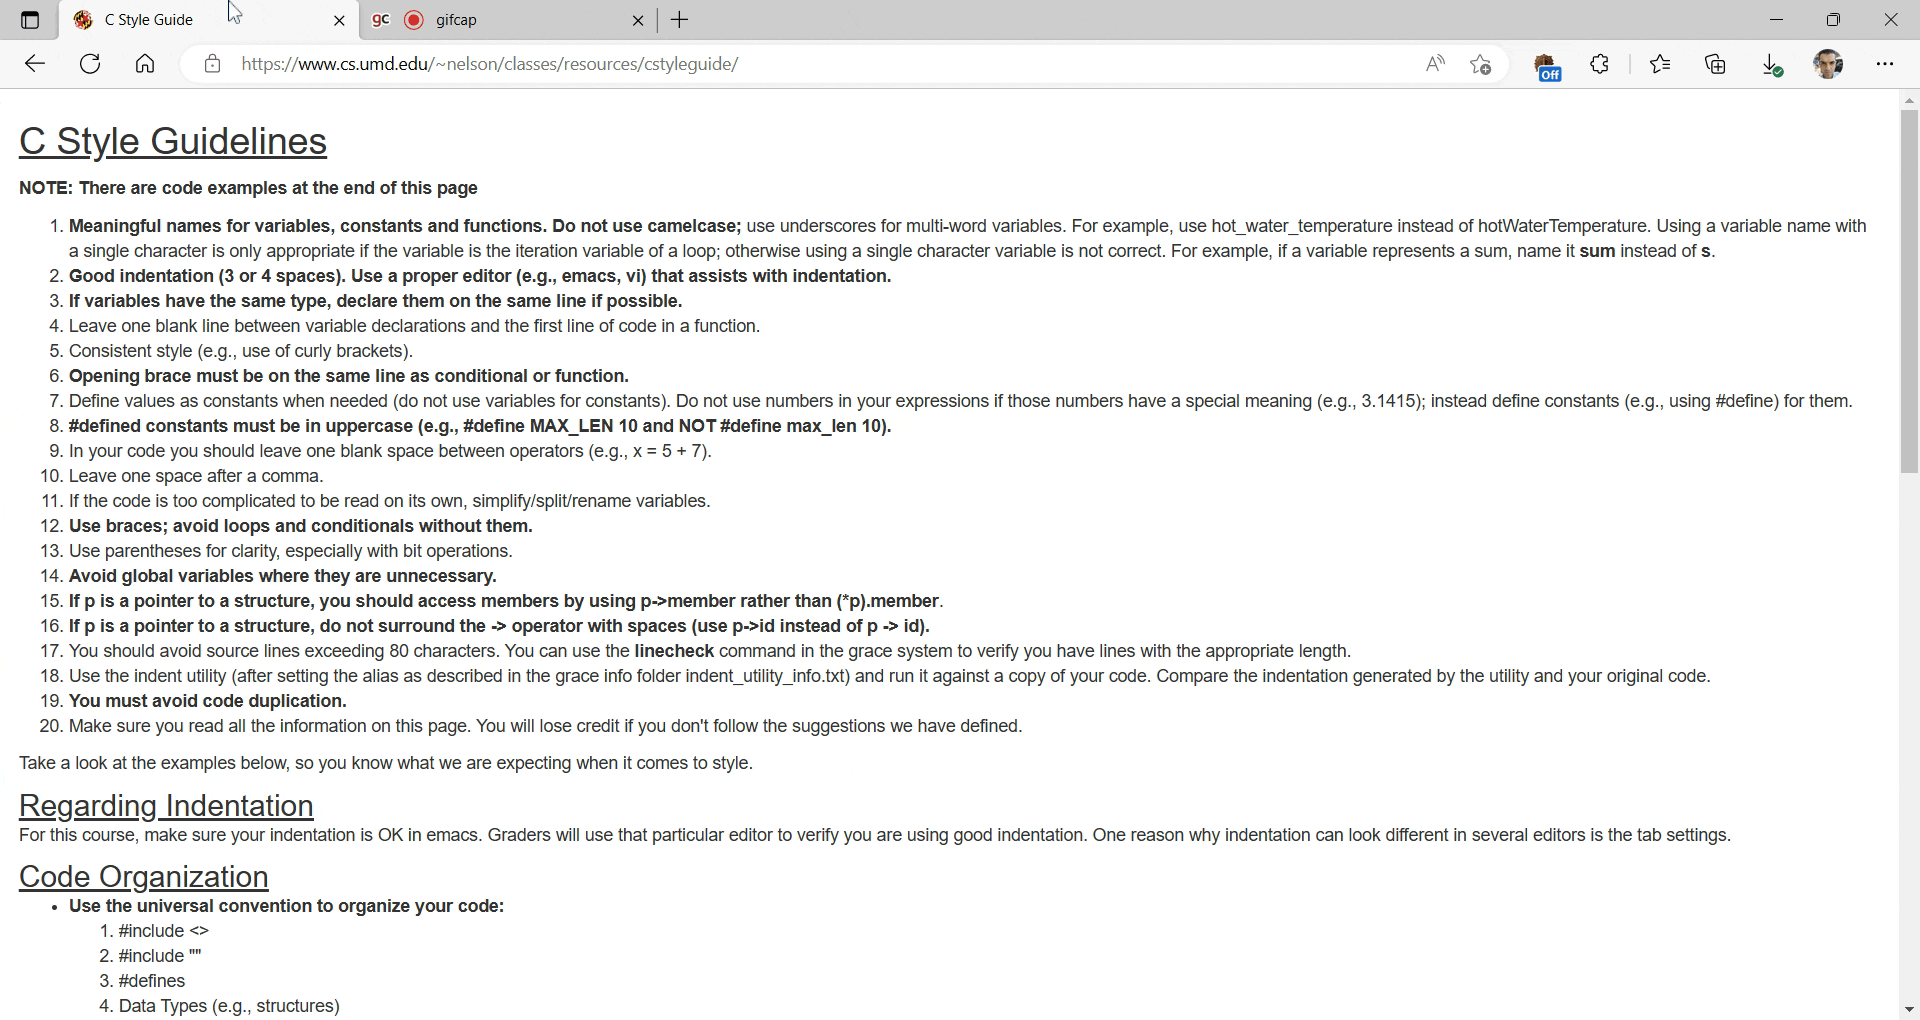 C Style Guide
gc
gifcap
https://www.cs.umd.edu/~nelson/classes/resources/cstyleguide/
A
Off
C Style Guidelines
NOTE: There are code examples at the end of this page
1. Meaningful names for variables, constants and functions. Do not use camelcase; use underscores for multi-word variables. For example, use hot_water_temperature instead of hotWaterTemperature. Using a variable name with
a single character is only appropriate if the variable is the iteration variable of a loop; otherwise using a single character variable is not correct. For example, if a variable represents a sum, name it sum instead of s.
2. Good indentation (3 or 4 spaces). Use a proper editor (e.g., emacs, vi) that assists with indentation.
3. If variables have the same type, declare them on the same line if possible.
4. Leave one blank line between variable declarations and the first line of code in a function.
5. Consistent style (e.g., use of curly brackets).
6. Opening brace must be on the same line as conditional or function.
7. Define values as constants when needed (do not use variables for constants). Do not use numbers in your expressions if those numbers have a special meaning (e.g., 3.1415); instead define constants (e.g., using #define) for them.
8. #defined constants must be in uppercase (e.g., #define MAX_LEN 10 and NOT #define max_len 10).
9. In your code you should leave one blank space between operators (e.g., x = 5 + 7).
10. Leave one space after a comma.
11. If the code is too complicated to be read on its own, simplify/split/rename variables.
12. Use braces; avoid loops and conditionals without them.
13. Use parentheses for clarity, especially with bit operations.
14. Avoid global variables where they are unnecessary.
15. If p is a pointer to a structure, you should access members by using p->member rather than (*p).member.
16. If p is a pointer to a structure, do not surround the -> operator with spaces (use p->id instead of p -> id).
17. You should avoid source lines exceeding 80 characters. You can use the linecheck command in the grace system to verify you have lines with the appropriate length.
18. Use the indent utility (after setting the alias as described in the grace info folder indent_utility_info.txt) and run it against a copy of your code. Compare the indentation generated by the utility and your original code.
19. You must avoid code duplication.
20. Make sure you read all the information on this page. You will lose credit if you don't follow the suggestions we have defined.
Take a look at the examples below, so you know what we are expecting when it comes to style.
Regarding Indentation
For this course, make sure your indentation is OK in emacs. Graders will use that particular editor to verify you are using good indentation. One reason why indentation can look different in several editors is the tab settings.
Code Organization
• Use the universal convention to organize your code:
1. #include <>
2. #include ""
3. #defines
4. Data Types (e.g., structures)